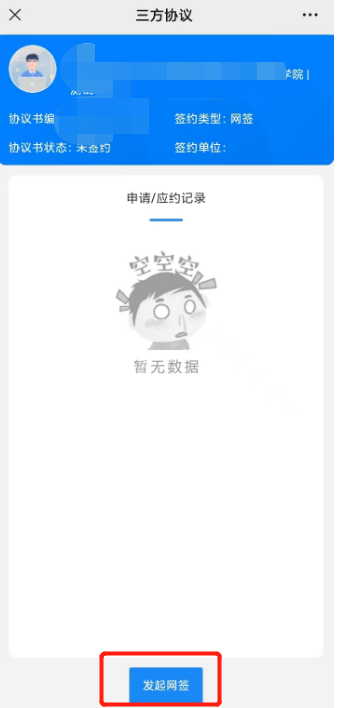 三方协议
学院 |
协议书编
签约类型: 网签
协议书状态: 未签约
签约单位:
申请/应约记录
空空空
暂无数据
发起网签